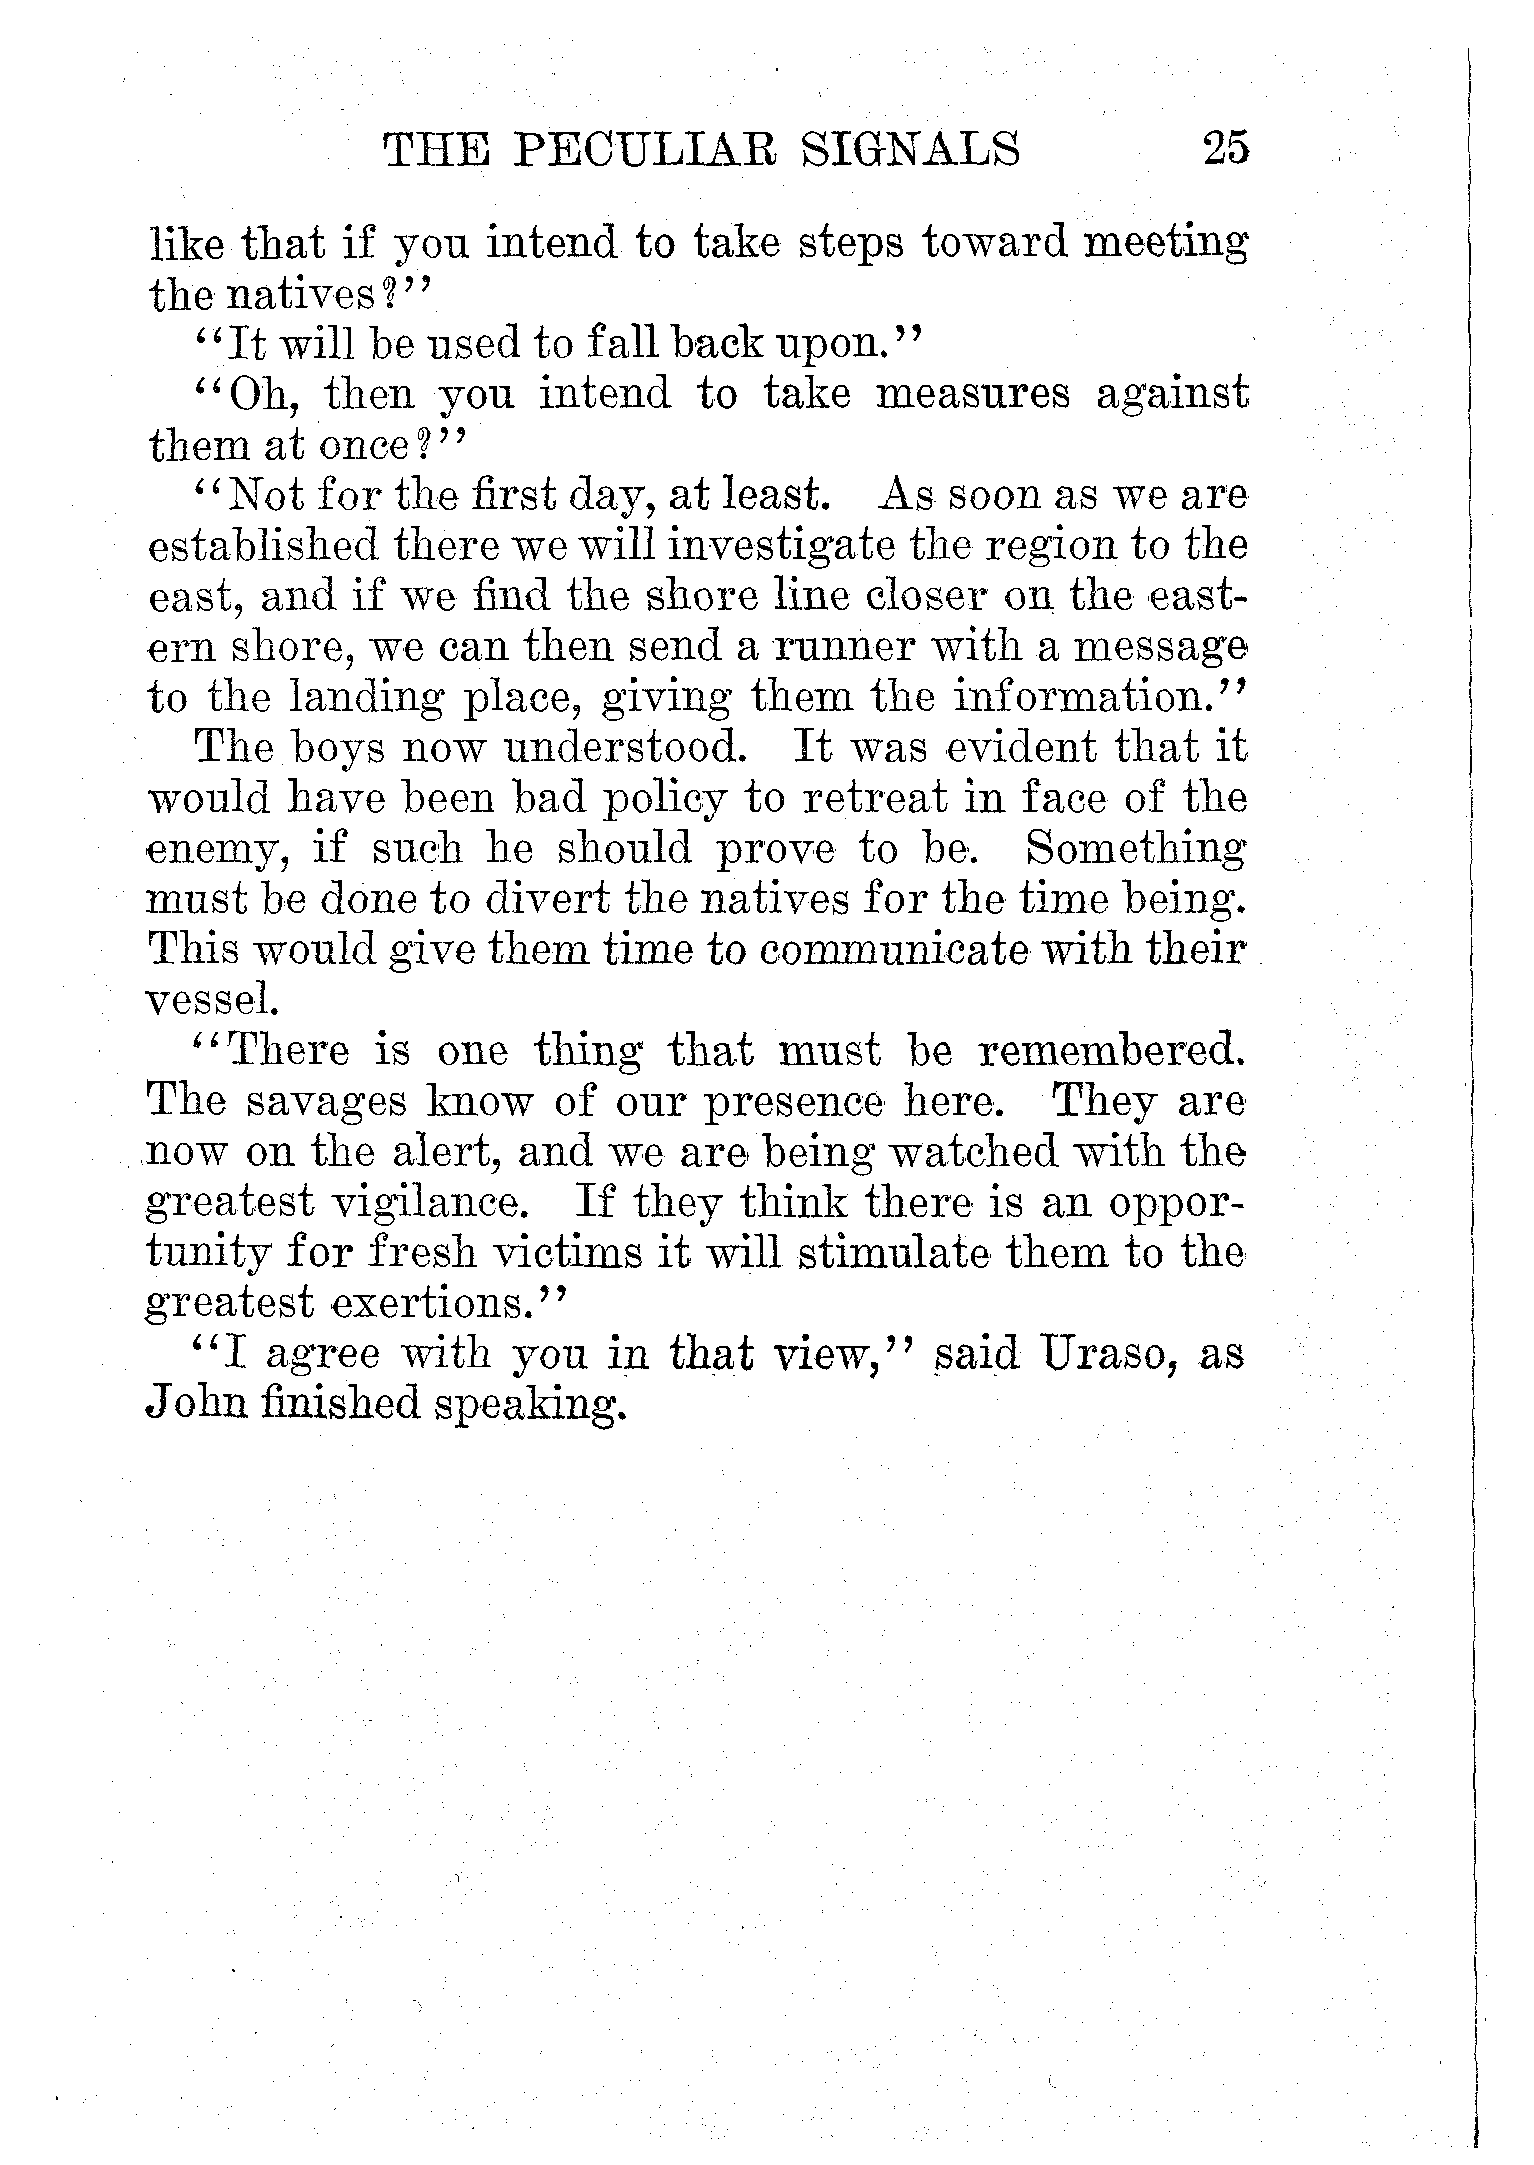 THE PECULIAR SIGNALS 25
like that if you intend to take steps toward meeting
the natives?"
"It will be used to fall back upon."
"Oh, then you intend to take measures against
them at once?"
"Not for the first day, at least. As soon as we are
established there we will investigate the region to the
east, and if we find the shore line closer on the east-
ern shore, we can then send a runner with a message
to the landing place, giving them the information."
The boys now understood. It was evident that it
would have been bad policy to retreat in face of the
enemy, if such he should prove to be. Something
must be done to divert the natives for the time being.
This would give them time to communicate with their
vessel.
"There is one thing that must be remembered.
The savages know of our presence here. They are
now on the alert, and we are being watched with the
greatest vigilance. If they think there is an oppor-
tunity for fresh victims it will stimulate them to the
greatest exertions."
"I agree with you in that view," said Uraso, as
John finished speaking.